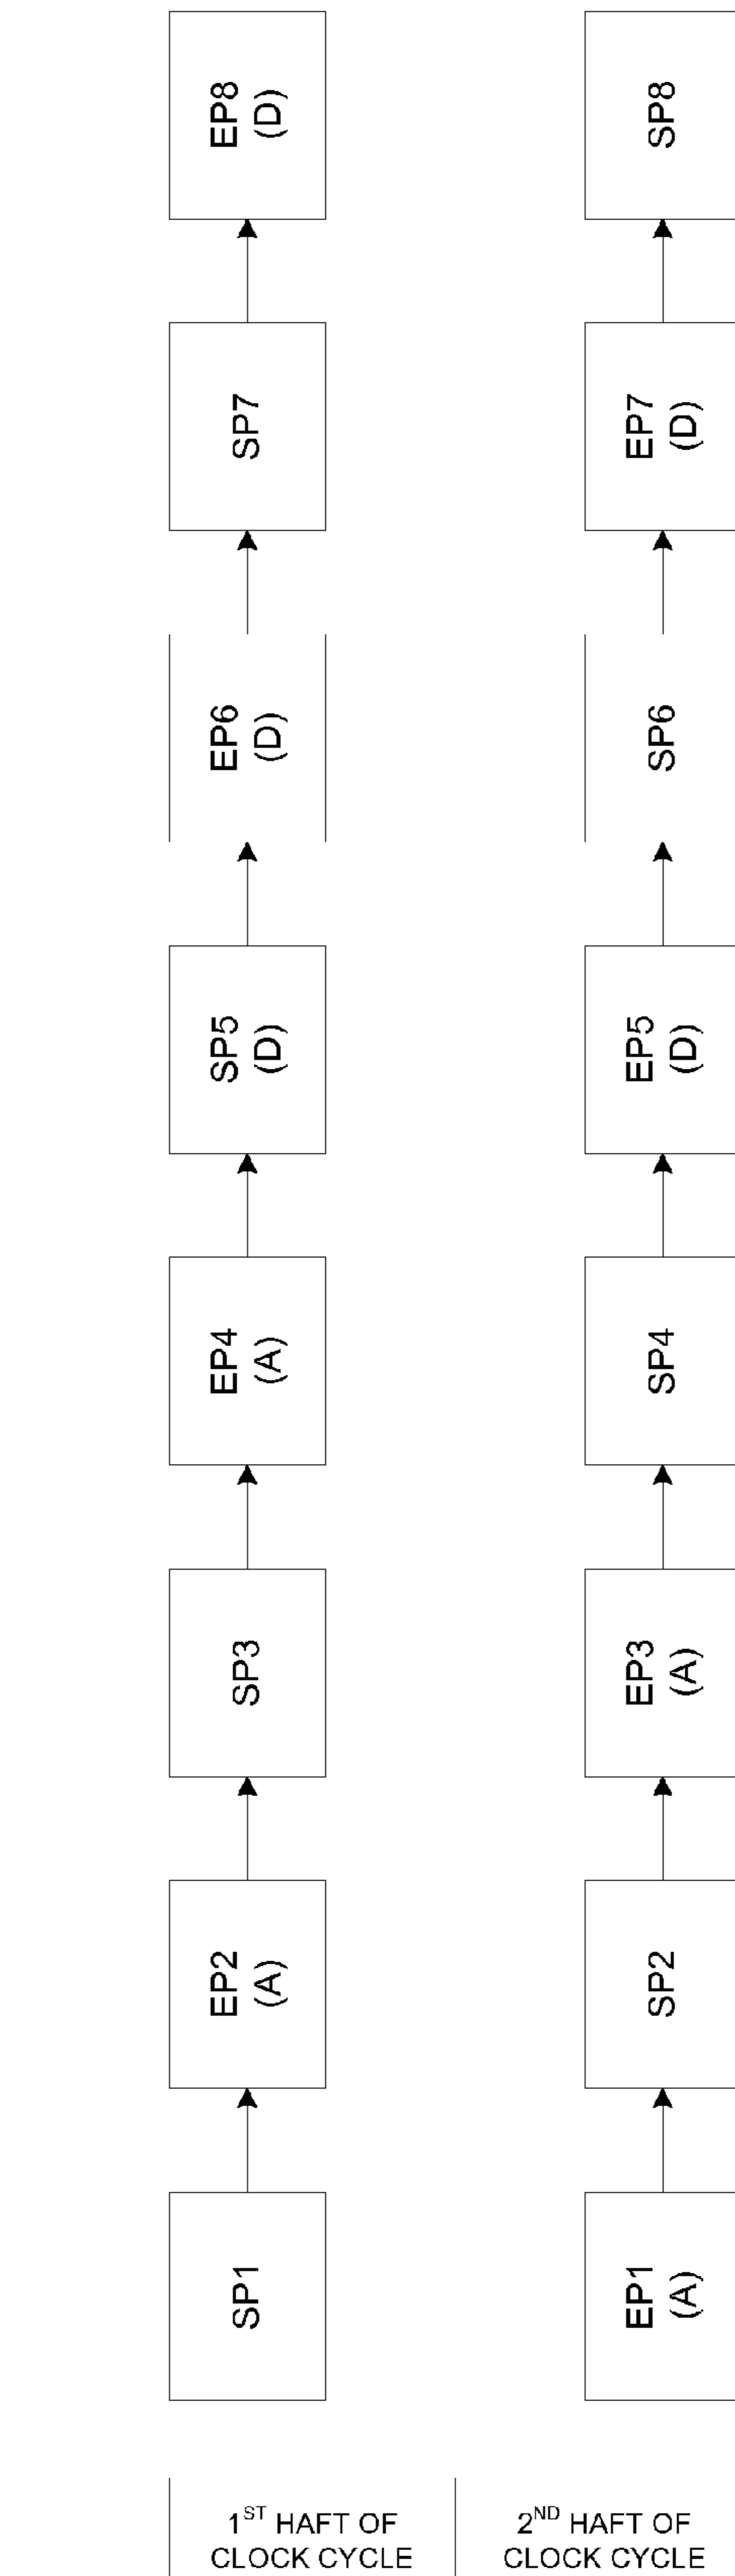 1ST HAFT OF
CLOCK CYCLE
SP1
EP2
(A)
SP3
EP4
(A)
SP5
(D)
EP6
(D)
SP7
EP8
(D)
2ND HAFT OF
CLOCK CYCLE
EP1
(A)
SP2
EP3
(A)
SP4
EP5
(D)
SP6
EP7
(D)
SP8